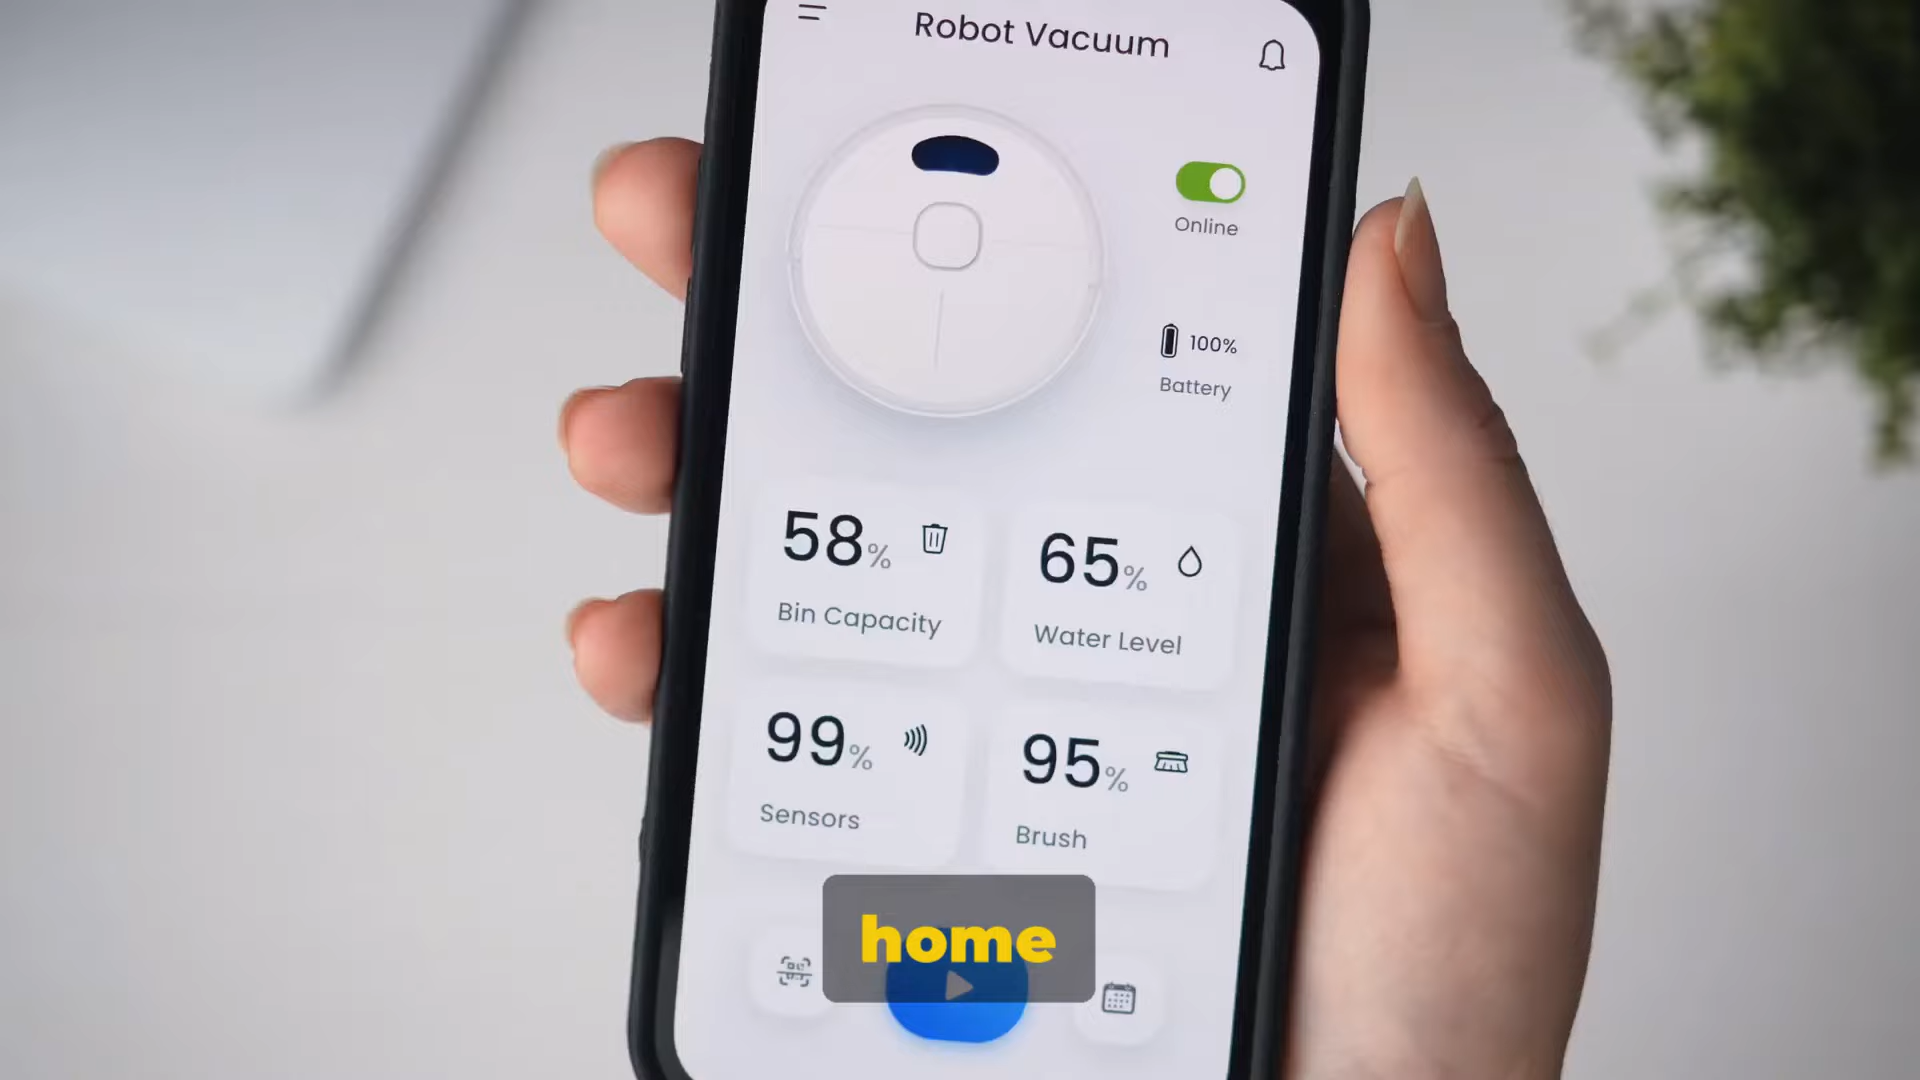 Robot Vacuum
Online
100%
Battery
58%
Bin Capacity
65%
Water Level
99%
Sensors
95%
Brush
home